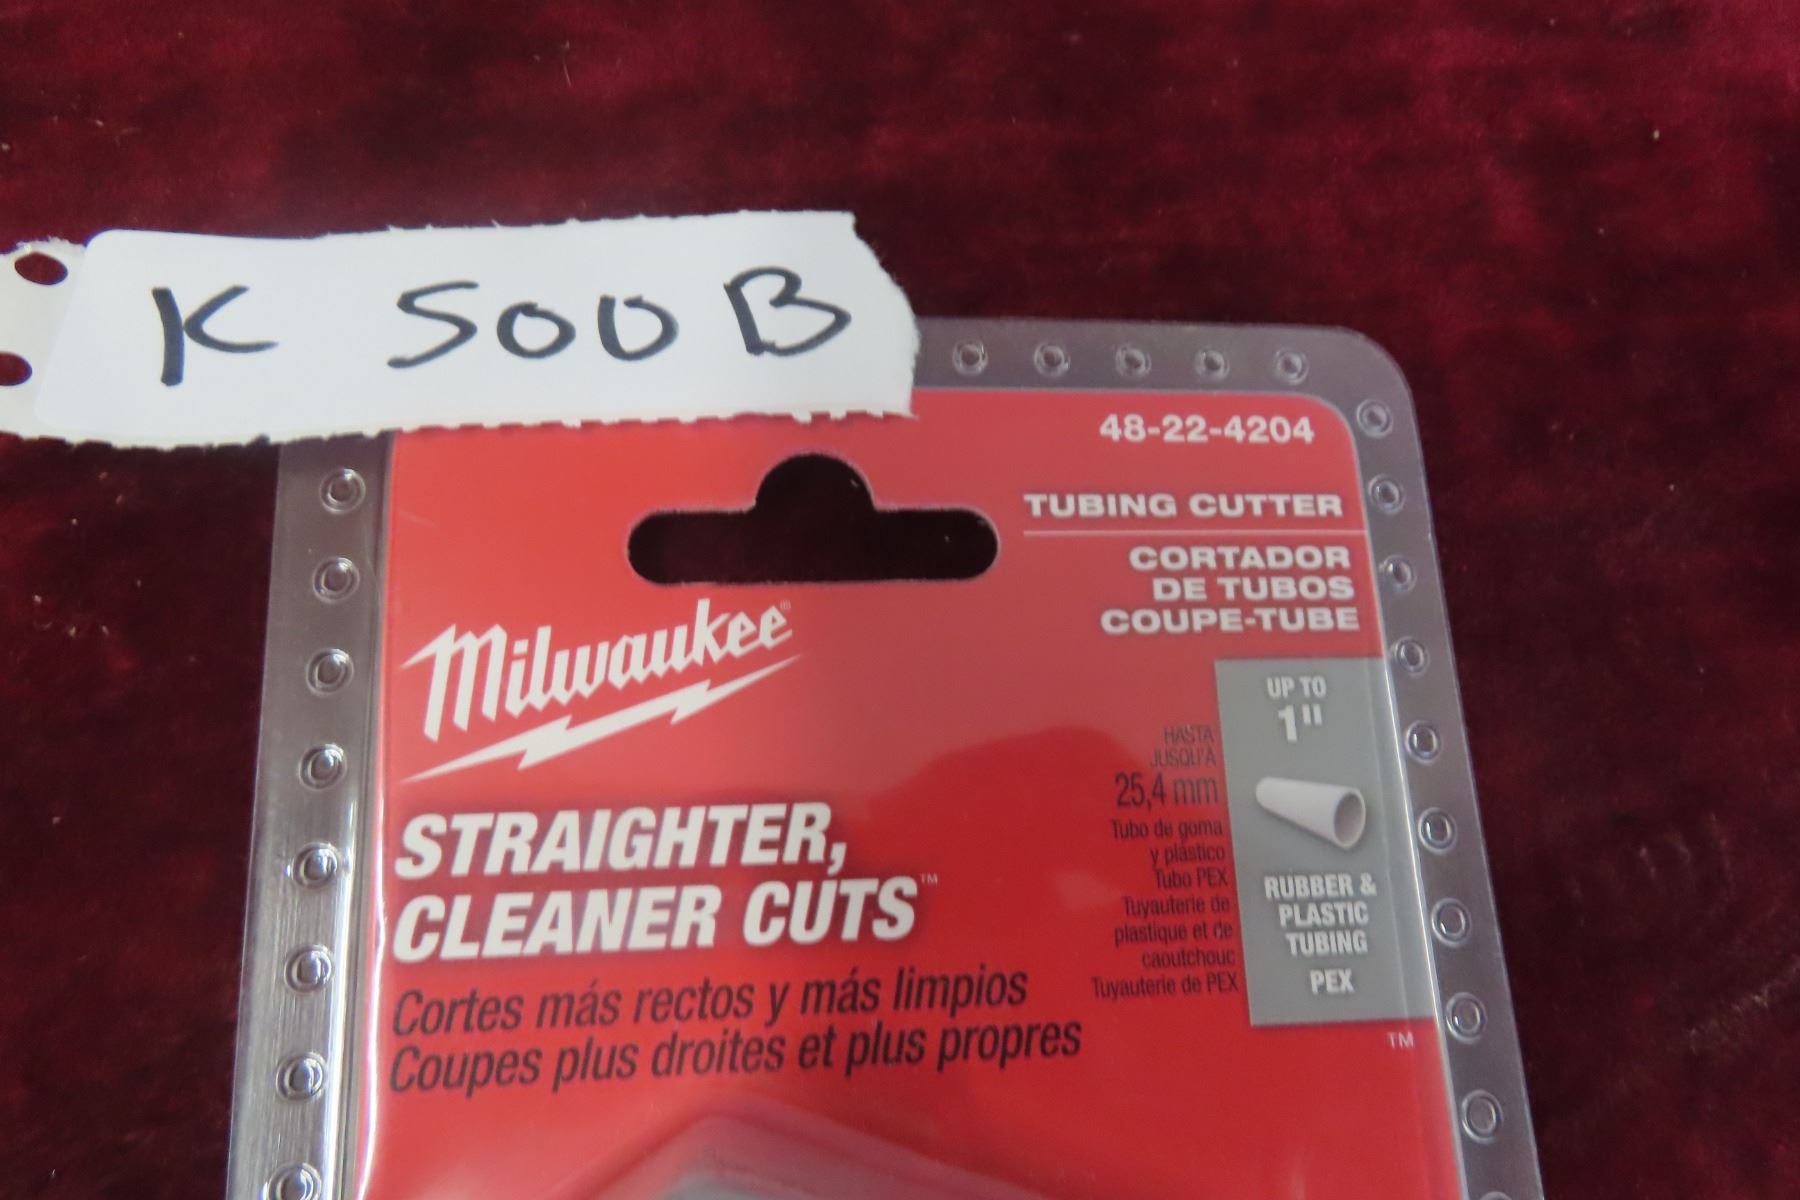 K 500B
48-22-4204
TUBING CUTTER
CORTADOR
DE TUBOS
COUPE-TUBE
Milwaukee®
STRAIGHTER,
CLEANER CUTS™
Cortes más rectos y más limpios
Coupes plus droites et plus propres
UP TO
1"
HASTA
JUSQU'À
25,4 mm
Tubo de goma
y plástico
Tubo PEX
Tuyauterie de
plastique et de
caoutchouc
Tuyauterie de PEX
RUBBER &
PLASTIC
TUBING
PEX
TM